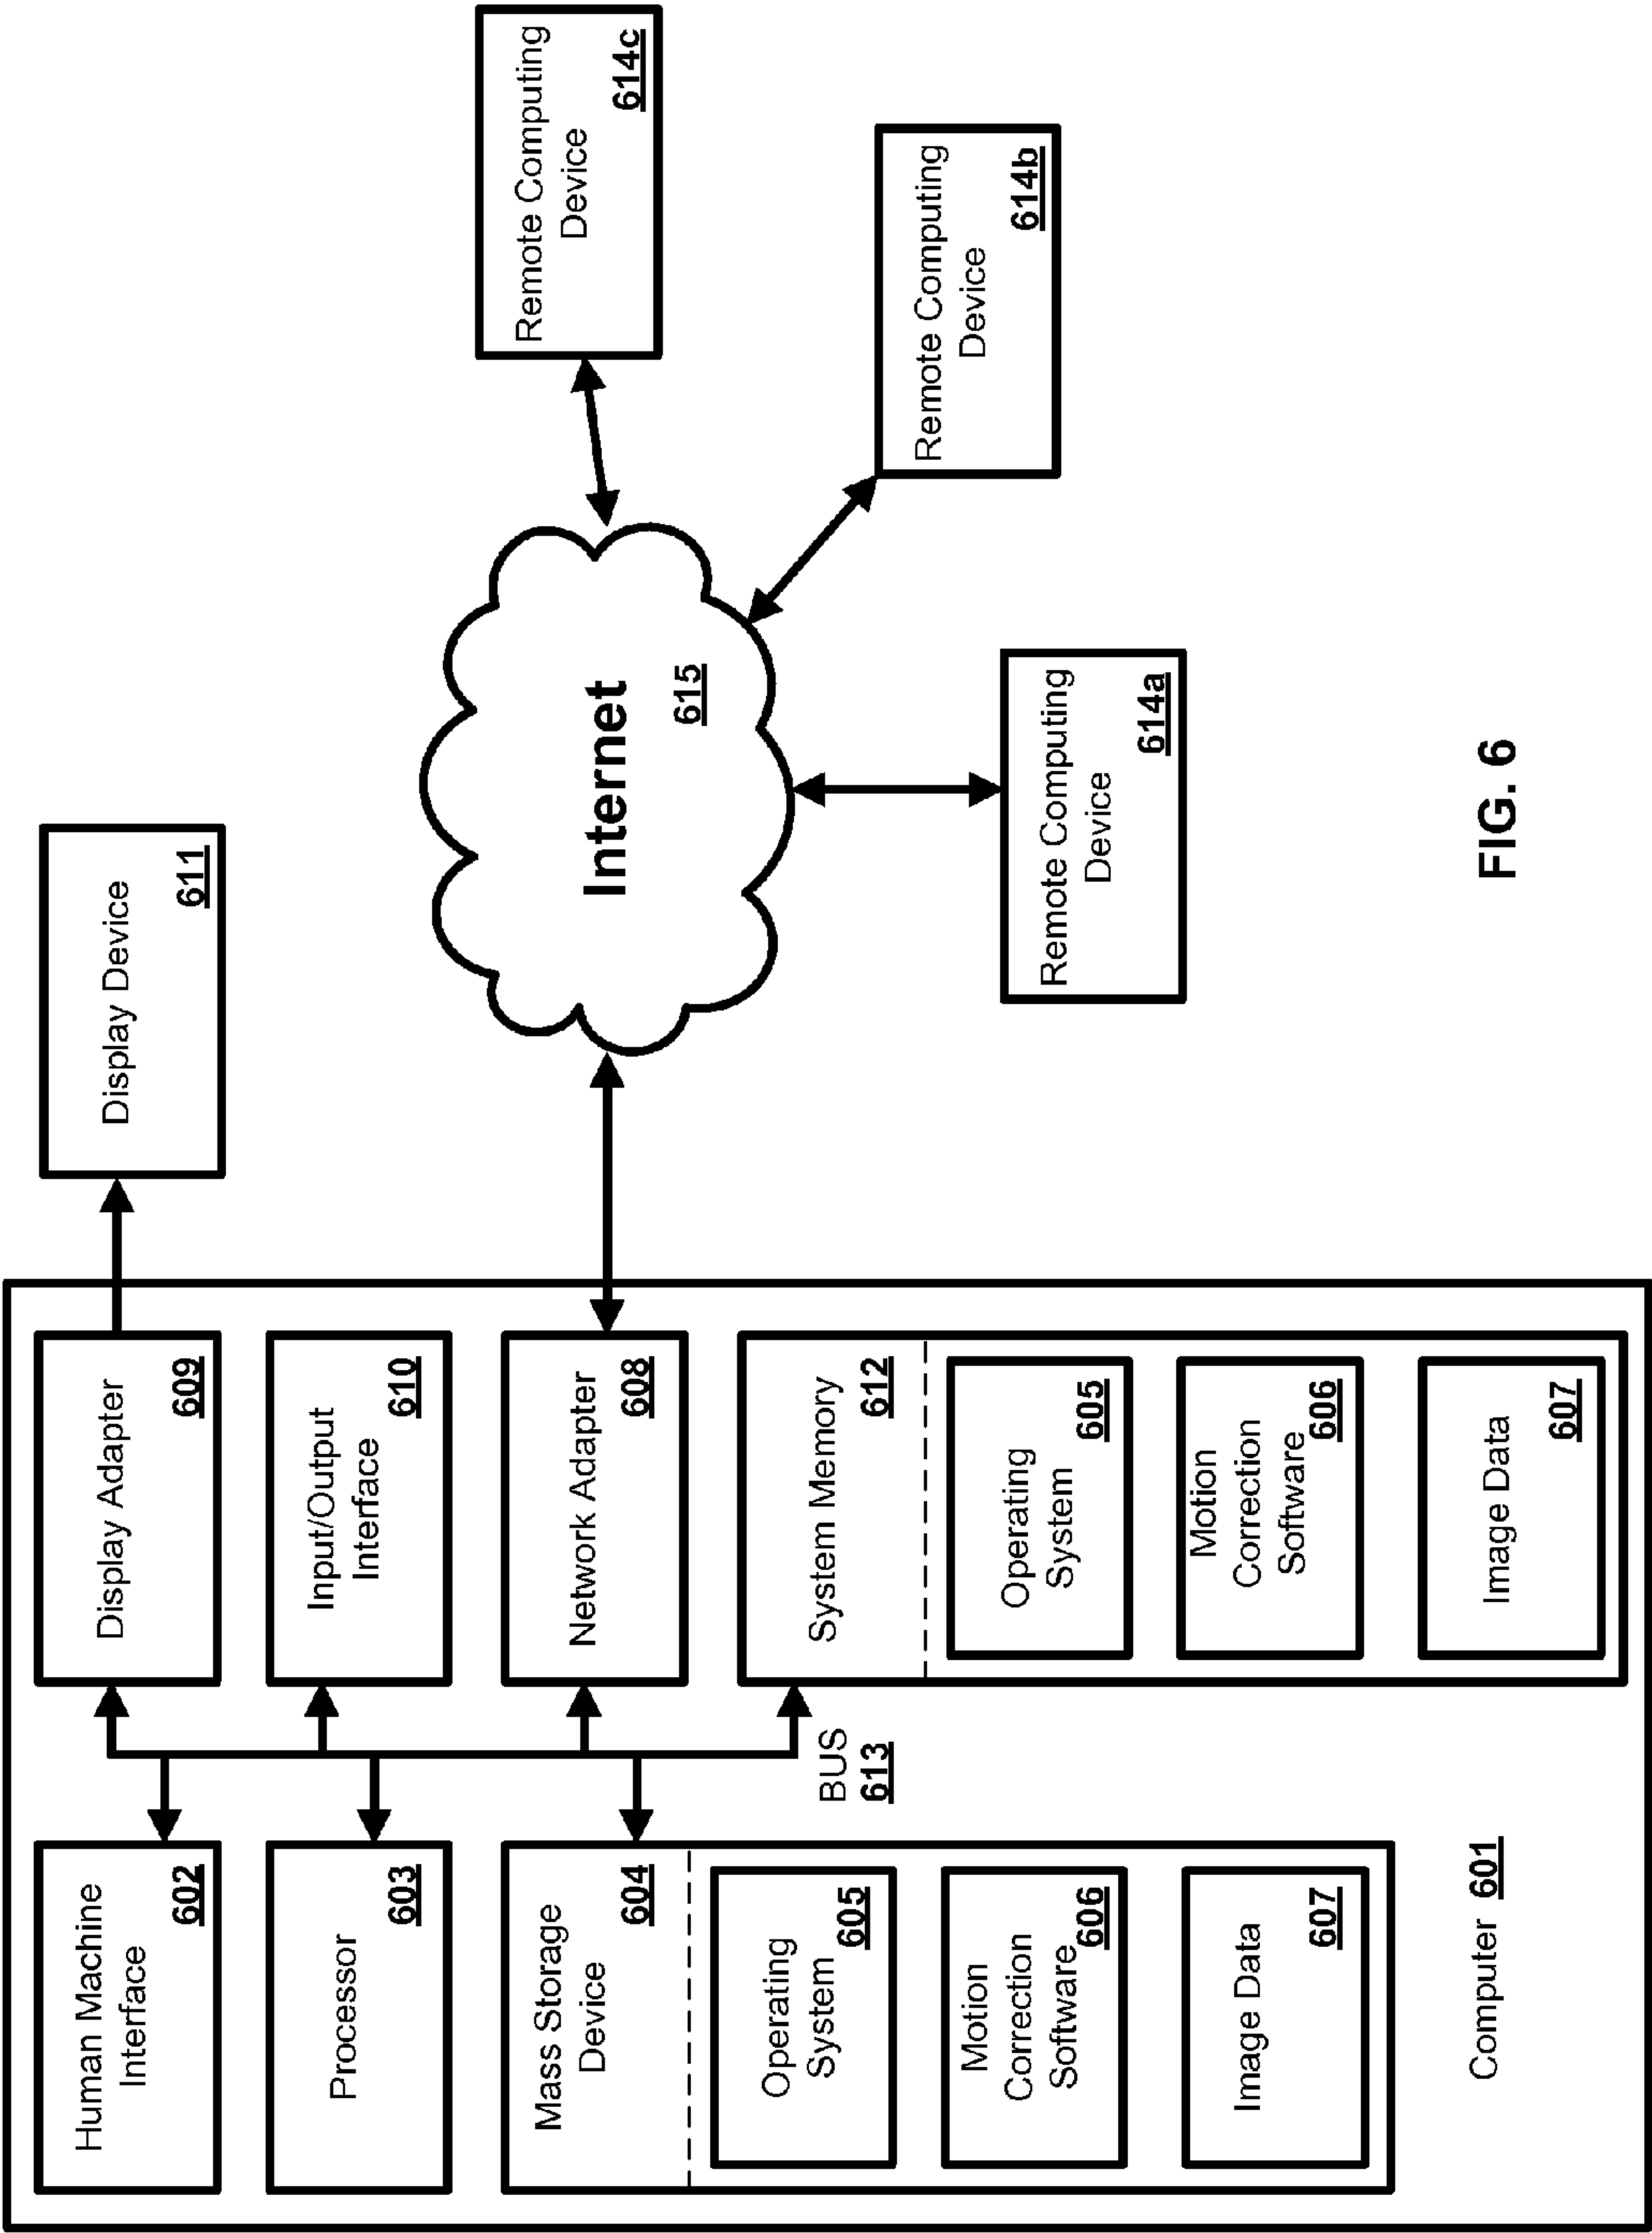 Human Machine
Interface
602
Processor
603
Mass Storage
Device
604
Operating
System
605
Motion
Correction
Software
606
Image Data
607
Computer 601
BUS
613
Display Adapter
609
Input/Output
Interface
610
Network Adapter
608
System Memory
612
Operating
System
605
Motion
Correction
Software
606
Image Data
607
Display Device
611
Internet
615
Remote Computing
Device
614a
Remote Computing
Device
614b
Remote Computing
Device
614c
FIG. 6